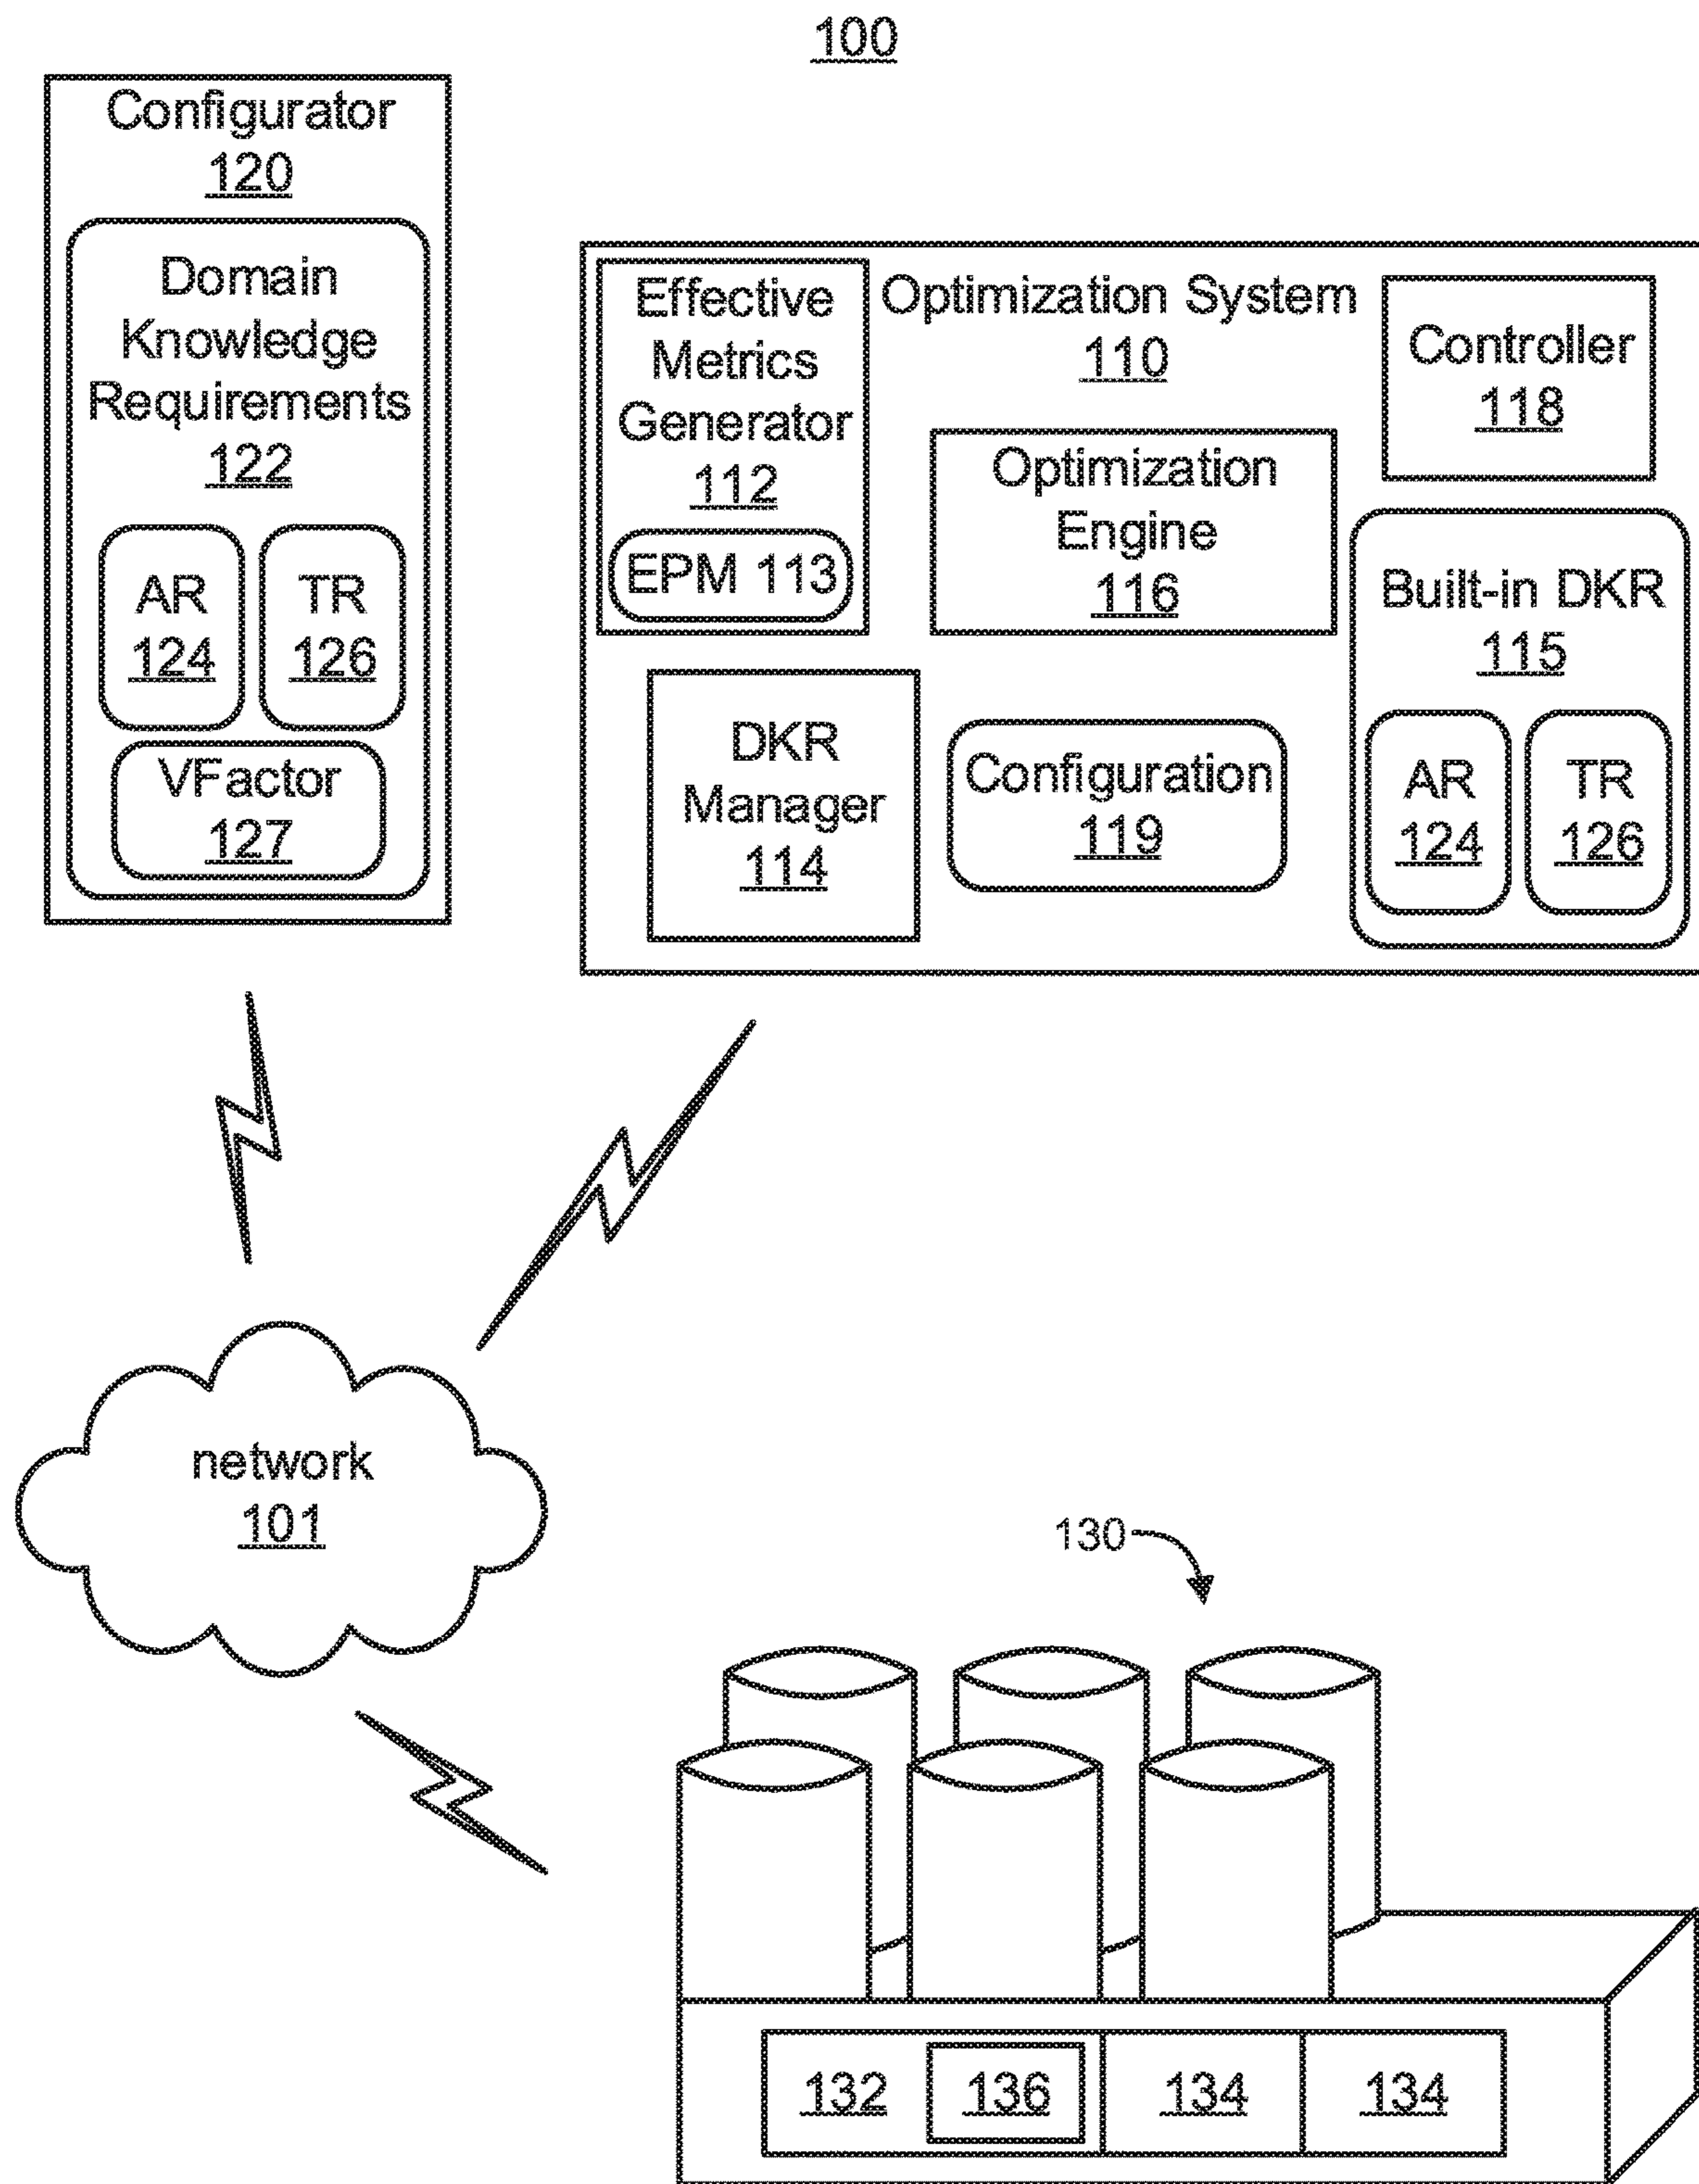 100
Configurator
120
Domain
Knowledge
Requirements
122
AR
124
TR
126
VFactor
127
Effective
Metrics
Generator
112
EPM 113
Optimization System
110
Controller
118
Optimization
Engine
116
Built-in DKR
115
AR
124
TR
126
DKR
Manager
114
Configuration
119
network
101
130
132
136
134
134